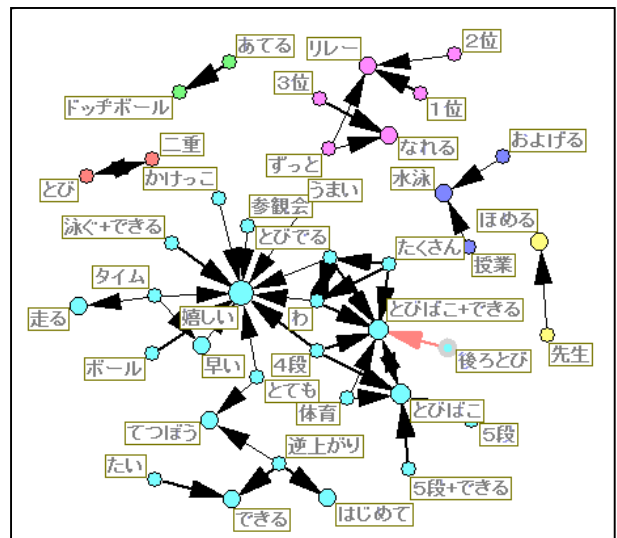 あてる
リレー
2位
ドッヂボール
3位
1位
二重
なれる
およげる
とび
かけっこ
ずっと
うまい
水泳
参観会
ほめる
泳ぐ+できる
とびでる
たくさん
授業
タイム
走る
嬉しい
わ
とびばこ+できる
ボール
早い
4段
後ろとび
先生
とても
体育
とびばこ
てつぼう
5段
たい
逆上がり
5段+できる
できる
はじめて